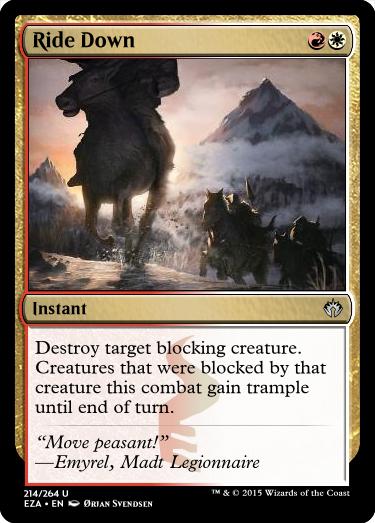 Ride Down
Instant
Destroy target blocking creature.
Creatures that were blocked by that
creature this combat gain trample
until end of turn.
“Move peasant!”
—Emyrel, Madt Legionnaire
214/264 U
EZA • EN Ørjan Svendsen
™ & © 2015 Wizards of the Coast